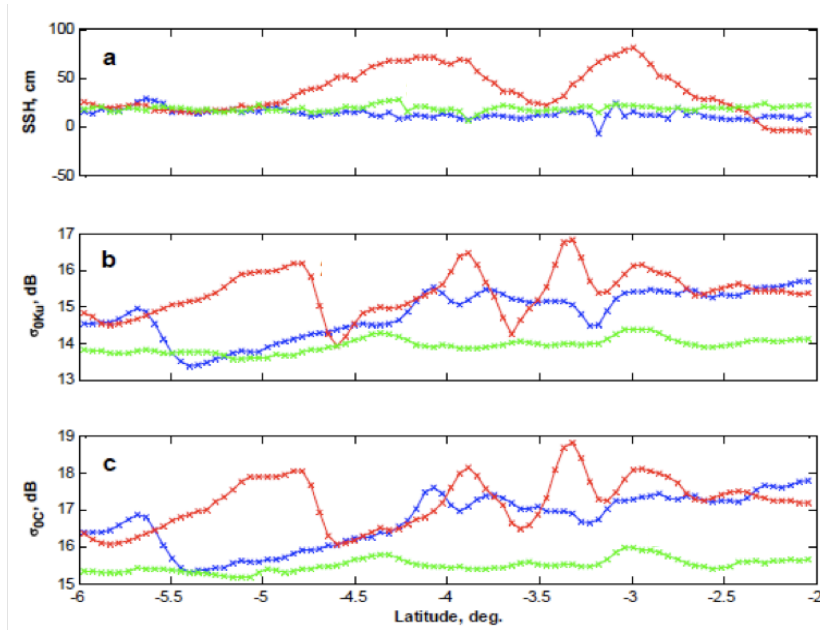 a
SSH, cm
100
50
0
-50
b
σ0Ku, dB
17
16
15
14
13
c
σ0C, dB
19
18
17
16
15
-6 -5.5 -5 -4.5 -4 -3.5 -3 -2.5 -2
Latitude, deg.